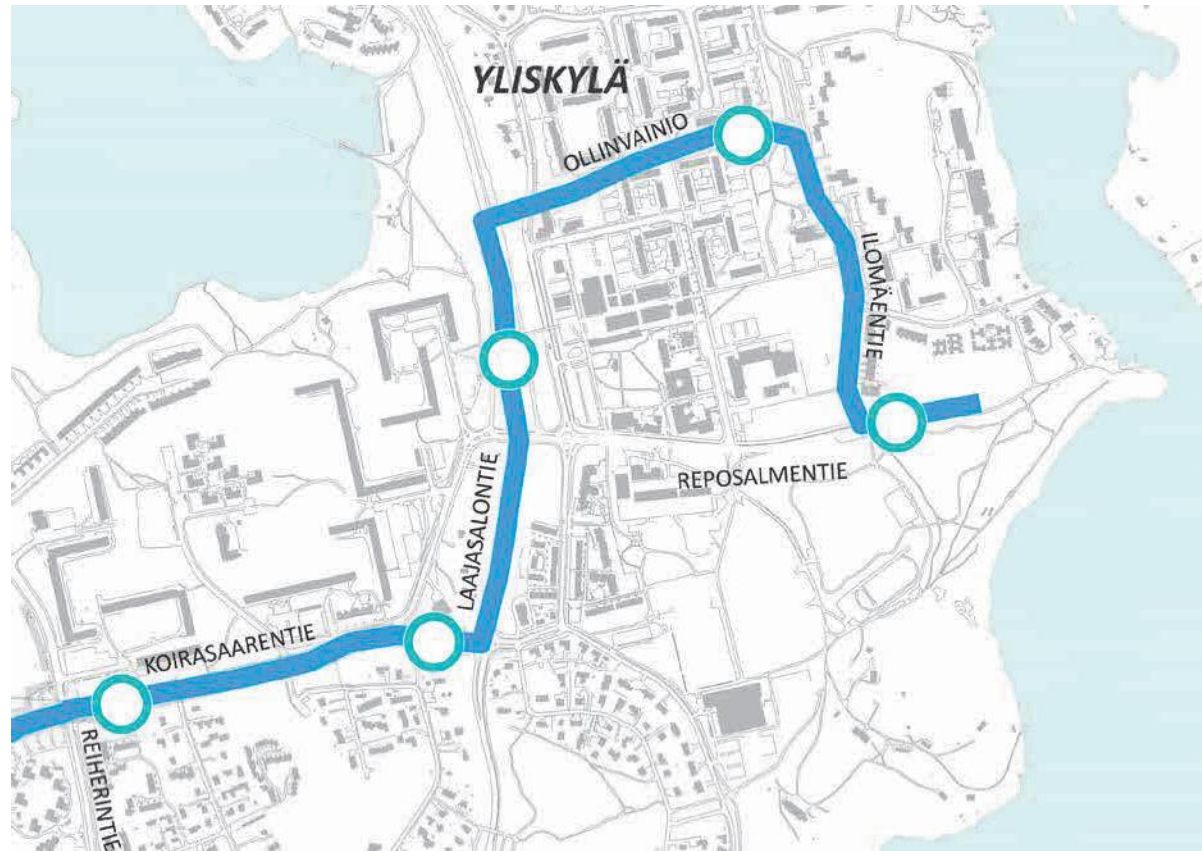 YLISKYLÄ
OLLINVAINIO
ILOMÄENTIE
REPOSALMENTIE
LAAJASALONTIE
KOIRASAARENTIE
REIHERINTIE